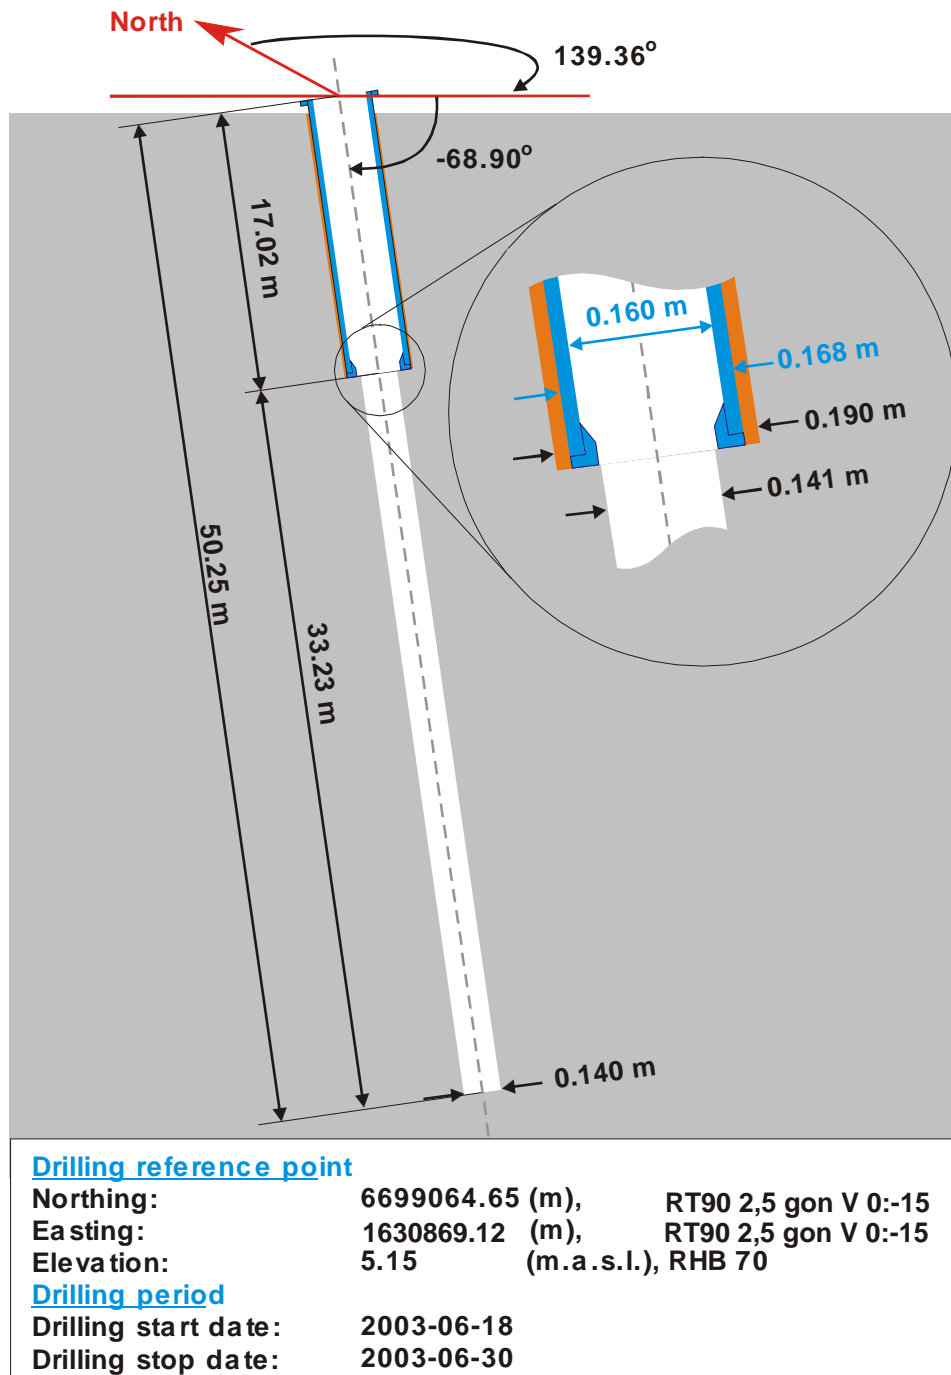 North
139.36°
-68.90°
17.02 m
0.160 m
0.168 m
0.190 m
0.141 m
50.25 m
33.23 m
0.140 m
Drilling reference point
Northing: 6699064.65 (m), RT90 2,5 gon V 0:-15
Easting: 1630869.12 (m), RT90 2,5 gon V 0:-15
Elevation: 5.15 (m.a.s.l.), RHB 70
Drilling period
Drilling start date: 2003-06-18
Drilling stop date: 2003-06-30